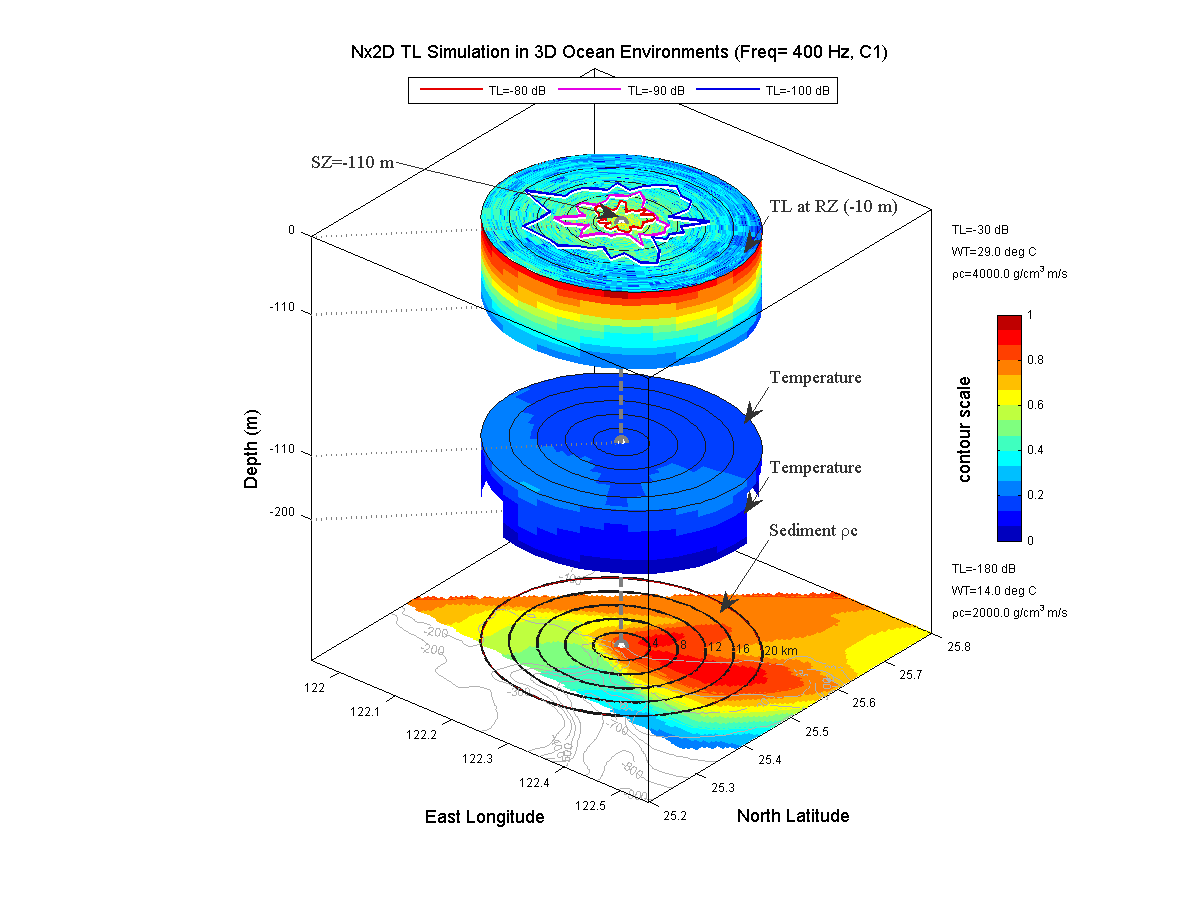 Nx2D TL Simulation in 3D Ocean Environments (Freq= 400 Hz, C1)
TL=-80 dB TL=-90 dB TL=-100 dB
SZ=-110 m
TL at RZ (-10 m)
0
-110
-110
-200
Depth (m)
TL=-30 dB
WT=29.0 deg C
ρc=4000.0 g/cm³ m/s
1
0.8
0.6
0.4
0.2
0
contour scale
TL=-180 dB
WT=14.0 deg C
ρc=2000.0 g/cm³ m/s
Temperature
Temperature
Sediment ρc
-100
-200
-200
-300
-700
-800
-900
4 8 12 16 20 km
122
122.1
122.2
122.3
122.4
122.5
East Longitude
25.8
25.7
25.6
25.5
25.4
25.3
25.2
North Latitude